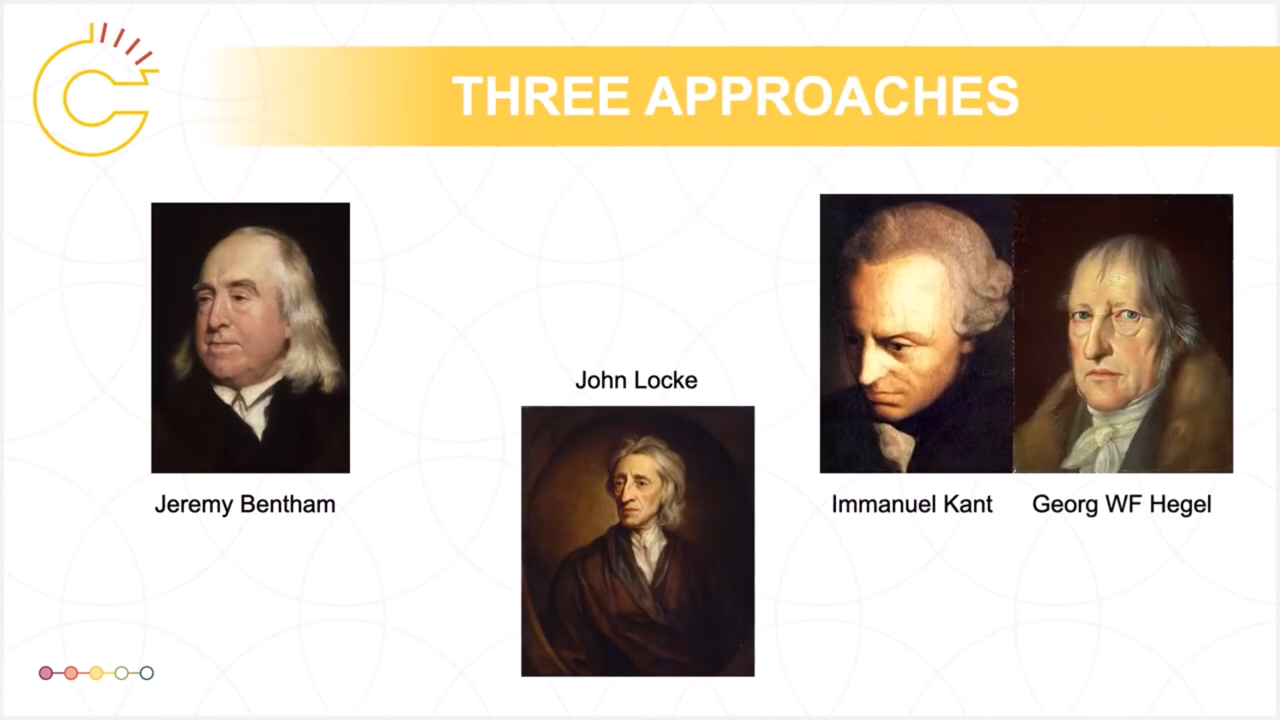 THREE APPROACHES
Jeremy Bentham
John Locke
Immanuel Kant
Georg WF Hegel